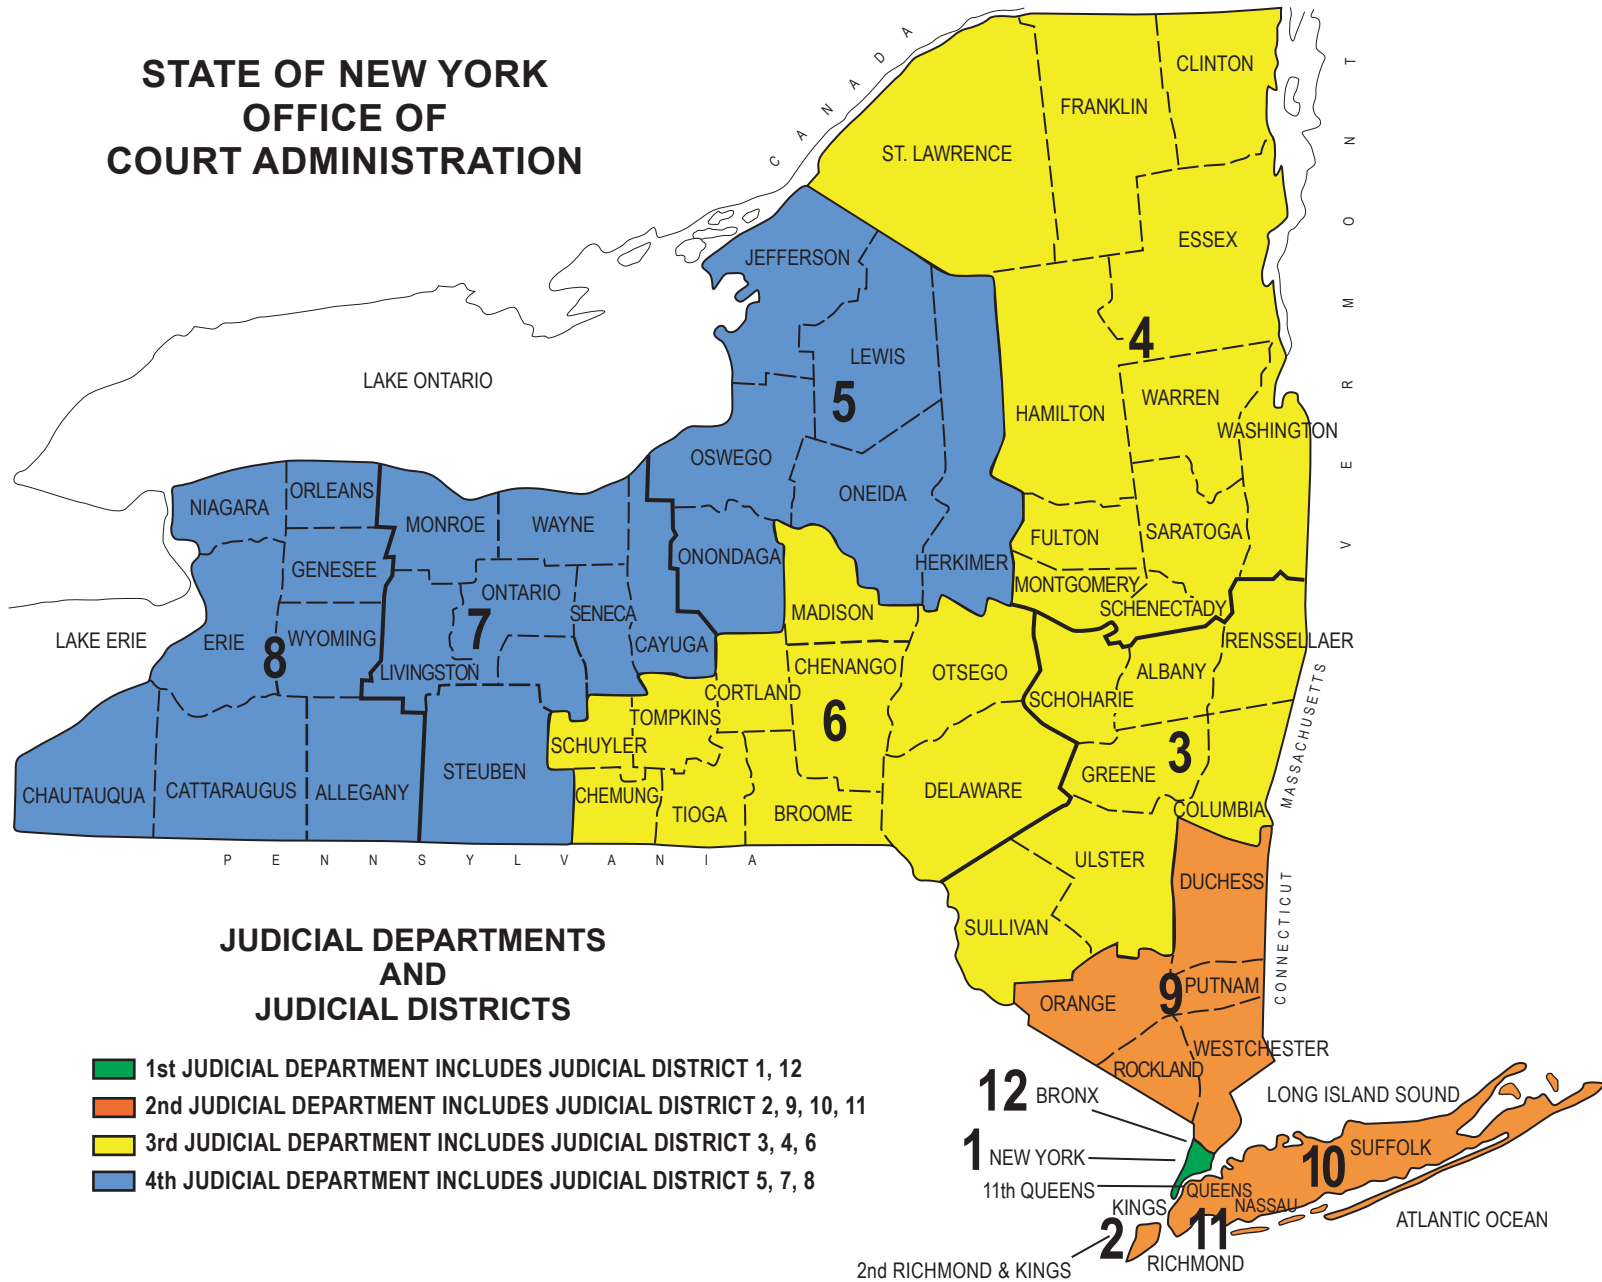 STATE OF NEW YORK
OFFICE OF
COURT ADMINISTRATION
CANADA
VERMONT
CLINTON
FRANKLIN
ST. LAWRENCE
ESSEX
JEFFERSON
4
LEWIS
LAKE ONTARIO
5
WARREN
HAMILTON
WASHINGTON
OSWEGO
ORLEANS
ONEIDA
NIAGARA
MONROE
WAYNE
SARATOGA
FULTON
ONONDAGA
HERKIMER
GENESEE
MONTGOMERY
ONTARIO
SCHENECTADY
SENECA
MADISON
7
LAKE ERIE
ERIE
WYOMING
RENSSELLAER
CAYUGA
8
CHENANGO
LIVINGSTON
OTSEGO
ALBANY
CORTLAND
SCHOHARIE
TOMPKINS
6
SCHUYLER
3
STEUBEN
GREENE
MASSACHUSETTS
CHAUTAUQUA
CATTARAUGUS
ALLEGANY
CHEMUNG
DELAWARE
TIOGA
BROOME
COLUMBIA
PENNSYLVANIA
ULSTER
DUCHESS
SULLIVAN
CONNECTICUT
JUDICIAL DEPARTMENTS
AND
JUDICIAL DISTRICTS
9
PUTNAM
ORANGE
WESTCHESTER
ROCKLAND
1st JUDICIAL DEPARTMENT INCLUDES JUDICIAL DISTRICT 1, 12
2nd JUDICIAL DEPARTMENT INCLUDES JUDICIAL DISTRICT 2, 9, 10, 11
3rd JUDICIAL DEPARTMENT INCLUDES JUDICIAL DISTRICT 3, 4, 6
4th JUDICIAL DEPARTMENT INCLUDES JUDICIAL DISTRICT 5, 7, 8
12 BRONX
LONG ISLAND SOUND
1 NEW YORK
SUFFOLK
10
11th QUEENS
QUEENS
NASSAU
KINGS
11
2
ATLANTIC OCEAN
RICHMOND
2nd RICHMOND & KINGS